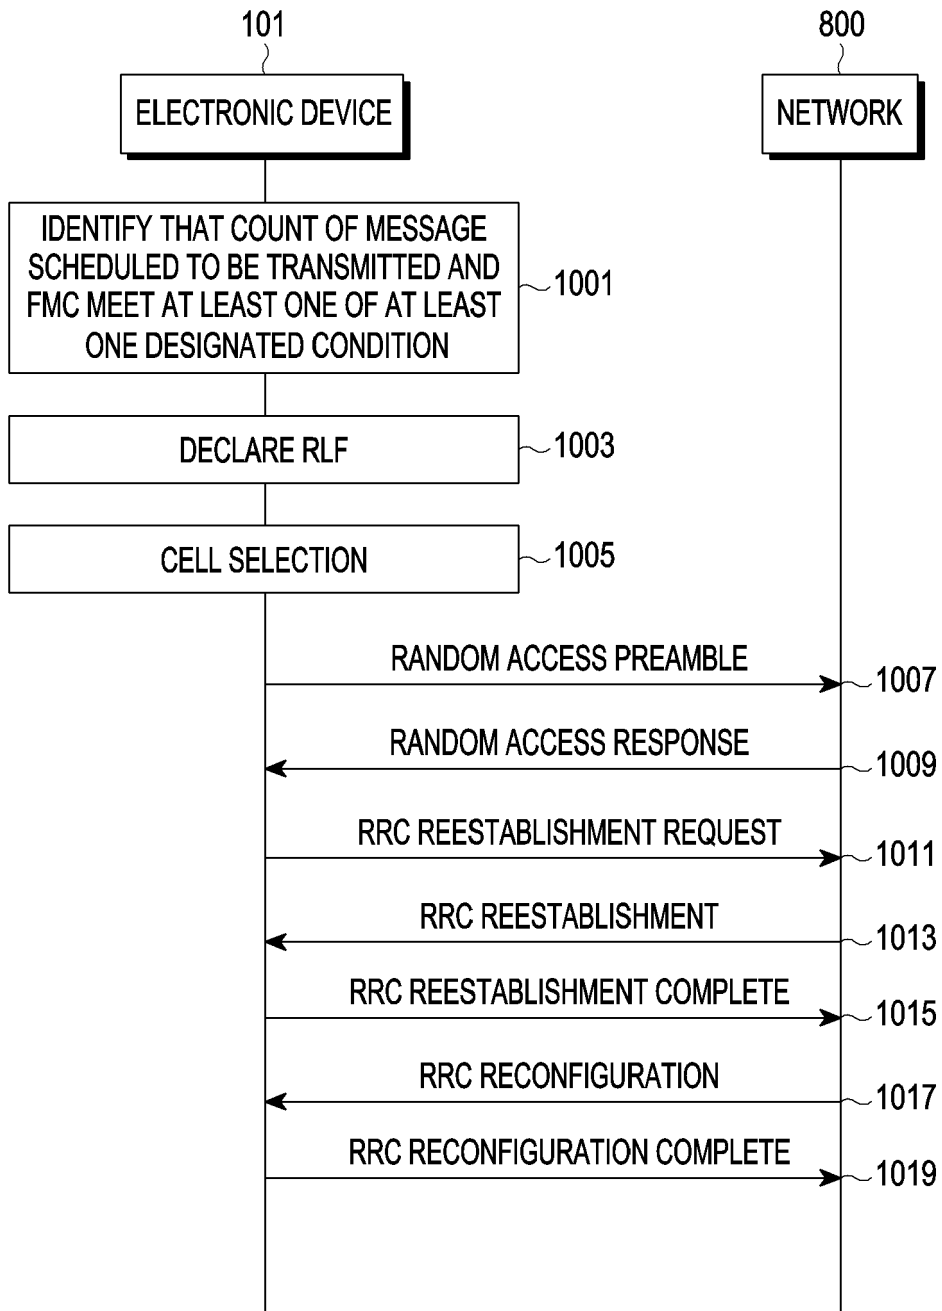 101
800
ELECTRONIC DEVICE
NETWORK
IDENTIFY THAT COUNT OF MESSAGE
SCHEDULED TO BE TRANSMITTED AND
FMC MEET AT LEAST ONE OF AT LEAST
ONE DESIGNATED CONDITION
1001
DECLARE RLF
1003
CELL SELECTION
1005
RANDOM ACCESS PREAMBLE
1007
RANDOM ACCESS RESPONSE
1009
RRC REESTABLISHMENT REQUEST
1011
RRC REESTABLISHMENT
1013
RRC REESTABLISHMENT COMPLETE
1015
RRC RECONFIGURATION
1017
RRC RECONFIGURATION COMPLETE
1019